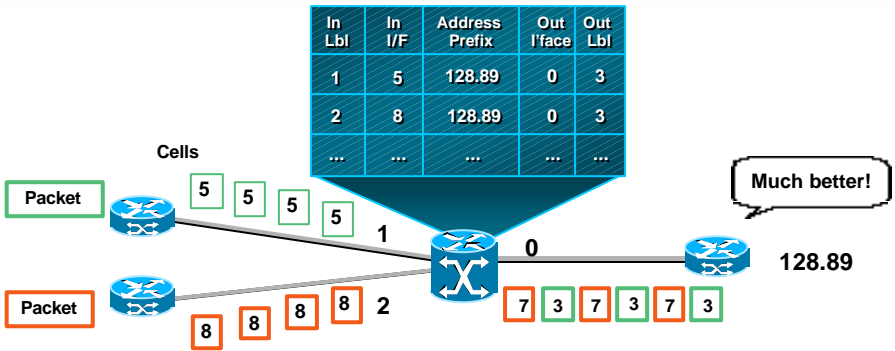 In Lbl In I/F Address Prefix Out I'face Out Lbl
1 5 128.89 0 3
2 8 128.89 0 3
... ... ... ... ...
Cells
Packet
5 5 5 5
1
0
Much better!
128.89
Packet
8 8 8 8
2
7 3 7 3 7 3